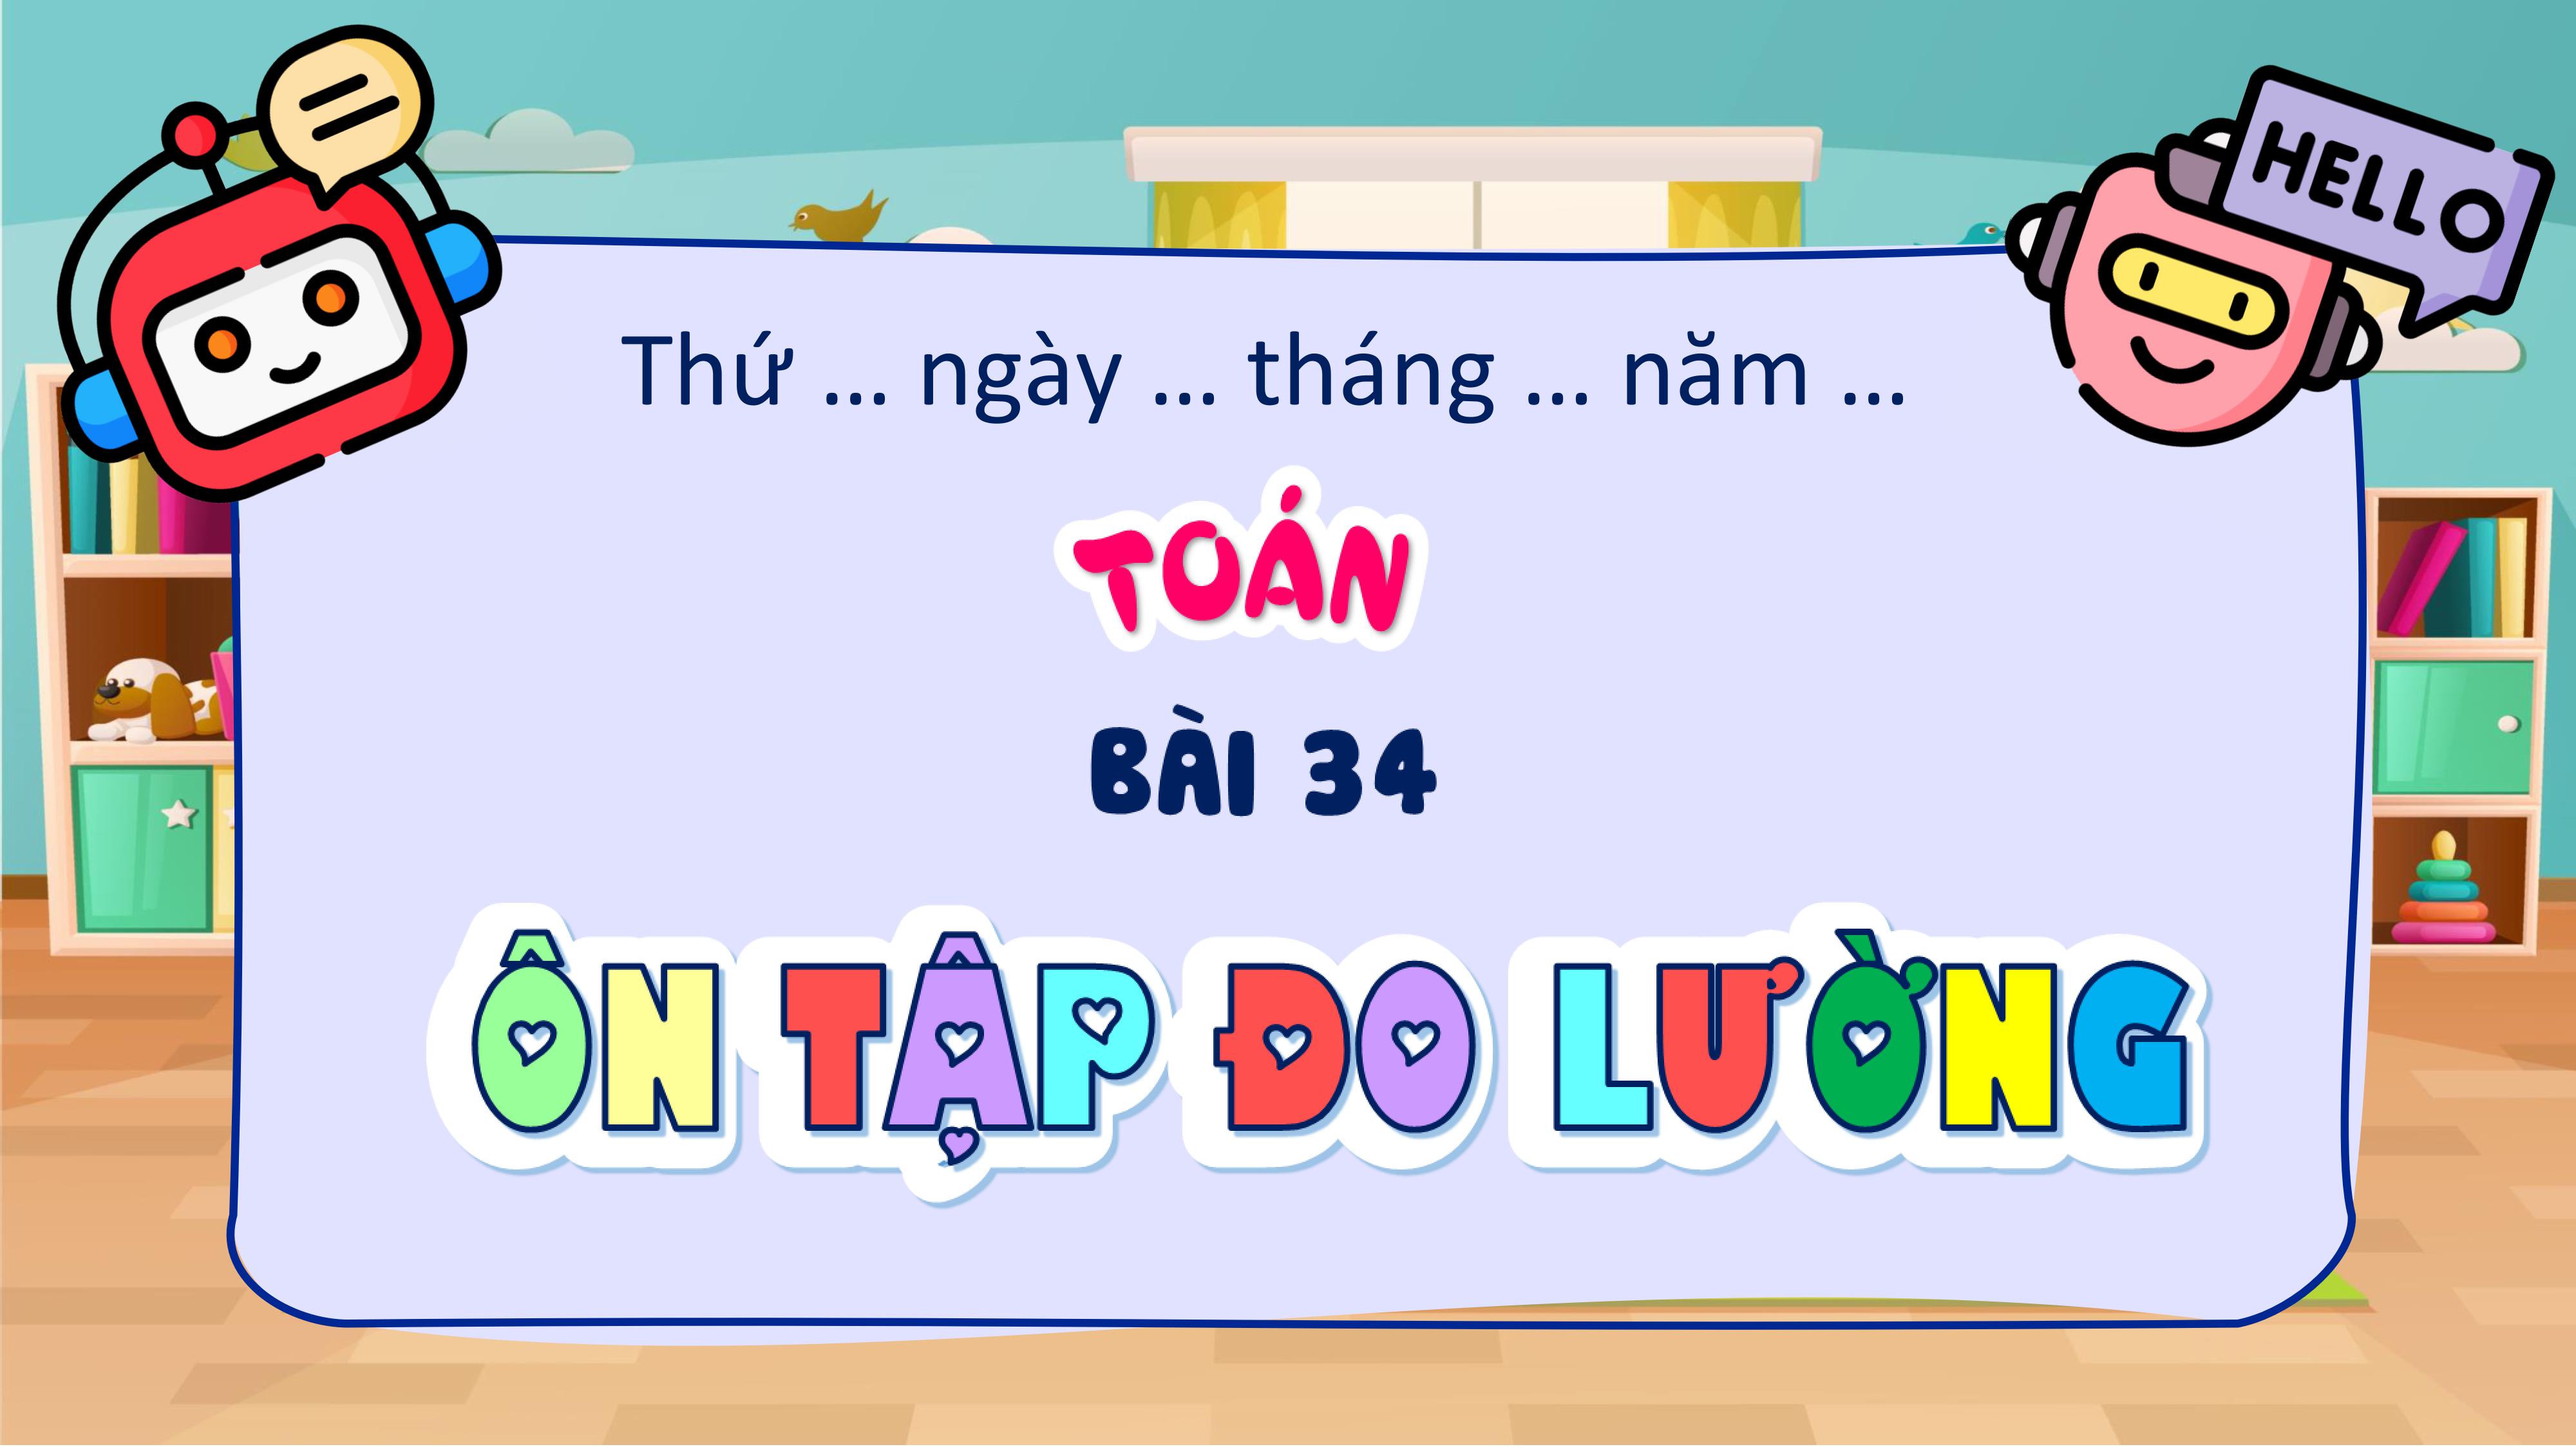 HELLO
Thứ ... ngày ... tháng ... năm ...
TOÁN
BÀI 34
ÔN TẬP ĐO LƯỜNG